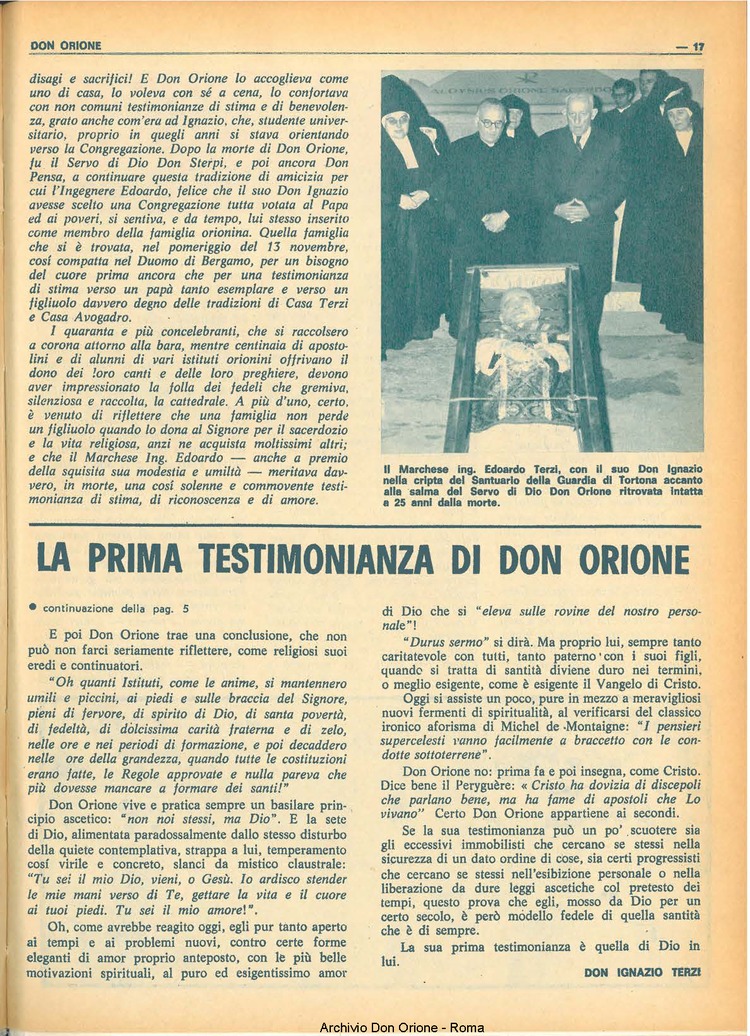 DON ORIONE
— 17
disagi e sacrifici! E Don Orione lo accoglieva come
uno di casa, lo voleva con sé a cena, lo confortava
con non comuni testimonianze di stima e di benevolen-
za, grato anche com'era ad Ignazio, che, studente univer-
sitario, proprio in quegli anni si stava orientando
verso la Congregazione. Dopo la morte di Don Orione,
fu il Servo di Dio Don Sterpi, e poi ancora Don
Pensa, a continuare questa tradizione di amicizia per
cui l'Ingegnere Edoardo, felice che il suo Don Ignazio
avesse scelto una Congregazione tutta votata al Papa
ed ai poveri, si sentiva, e da tempo, lui stesso inserito
come membro della famiglia orionina. Quella famiglia
che si è trovata, nel pomeriggio del 13 novembre,
così compatta nel Duomo di Bergamo, per un bisogno
del cuore prima ancora che per una testimonianza
di stima verso un papà tanto esemplare e verso un
figliuolo davvero degno delle tradizioni di Casa Terzi
e Casa Avogadro.
I quaranta e più concelebranti, che si raccolsero
a corona attorno alla bara, mentre centinaia di aposto-
lini e di alunni di vari istituti orionini offrivano il
dono dei loro canti e delle loro preghiere, devono
aver impressionato la folla dei fedeli che gremiva,
silenziosa e raccolta, la cattedrale. A più d'uno, certo,
è venuto di riflettere che una famiglia non perde
un figliuolo quando lo dona al Signore per il sacerdozio
e la vita religiosa, anzi ne acquista moltissimi altri;
e che il Marchese Ing. Edoardo — anche a premio
della squisita sua modestia e umiltà — meritava dav-
vero, in morte, una così solenne e commovente testi-
monianza di stima, di riconoscenza e di amore.
ALOYSIUS ORIONE SACERDOS
Il Marchese ing. Edoardo Terzi, con il suo Don Ignazio
nella cripta del Santuario della Guardia di Tortona accanto
alla salma del Servo di Dio Don Orione ritrovata intatta
a 25 anni dalla morte.
LA PRIMA TESTIMONIANZA DI DON ORIONE
● continuazione della pag. 5
E poi Don Orione trae una conclusione, che non
può non farci seriamente riflettere, come religiosi suoi
eredi e continuatori.
"Oh quanti Istituti, come le anime, si mantennero
umili e piccini, ai piedi e sulle braccia del Signore,
pieni di fervore, di spirito di Dio, di santa povertà,
di fedeltà, di dolcissima carità fraterna e di zelo,
nelle ore e nei periodi di formazione, e poi decaddero
nelle ore della grandezza, quando tutte le costituzioni
erano fatte, le Regole approvate e nulla pareva che
più dovesse mancare a formare dei santi!"
Don Orione vive e pratica sempre un basilare prin-
cipio ascetico: "non noi stessi, ma Dio". E la sete
di Dio, alimentata paradossalmente dallo stesso disturbo
della quiete contemplativa, strappa a lui, temperamento
così virile e concreto, slanci da mistico claustrale:
"Tu sei il mio Dio, vieni, o Gesù. Io ardisco stender
le mie mani verso di Te, gettare la vita e il cuore
ai tuoi piedi. Tu sei il mio amore!".
Oh, come avrebbe reagito oggi, egli pur tanto aperto
ai tempi e ai problemi nuovi, contro certe forme
eleganti di amor proprio anteposto, con le più belle
motivazioni spirituali, al puro ed esigentissimo amor
di Dio che si "eleva sulle rovine del nostro perso-
nale"!
"Durus sermo" si dirà. Ma proprio lui, sempre tanto
caritatevole con tutti, tanto paterno con i suoi figli,
quando si tratta di santità diviene duro nei termini,
o meglio esigente, come è esigente il Vangelo di Cristo.
Oggi si assiste un poco, pure in mezzo a meravigliosi
nuovi fermenti di spiritualità, al verificarsi del classico
ironico aforisma di Michel de Montaigne: "I pensieri
supercelesti vanno facilmente a braccetto con le con-
dotte sottoterrene".
Don Orione no: prima fa e poi insegna, come Cristo.
Dice bene il Peryguère: « Cristo ha dovizia di discepoli
che parlano bene, ma ha fame di apostoli che Lo
vivano" Certo Don Orione appartiene ai secondi.
Se la sua testimonianza può un po' scuotere sia
gli eccessivi immobilisti che cercano se stessi nella
sicurezza di un dato ordine di cose, sia certi progressisti
che cercano se stessi nell'esibizione personale o nella
liberazione da dure leggi ascetiche col pretesto dei
tempi, questo prova che egli, mosso da Dio per un
certo secolo, è però modello fedele di quella santità
che è di sempre.
La sua prima testimonianza è quella di Dio in
lui.
DON IGNAZIO TERZI
Archivio Don Orione - Roma